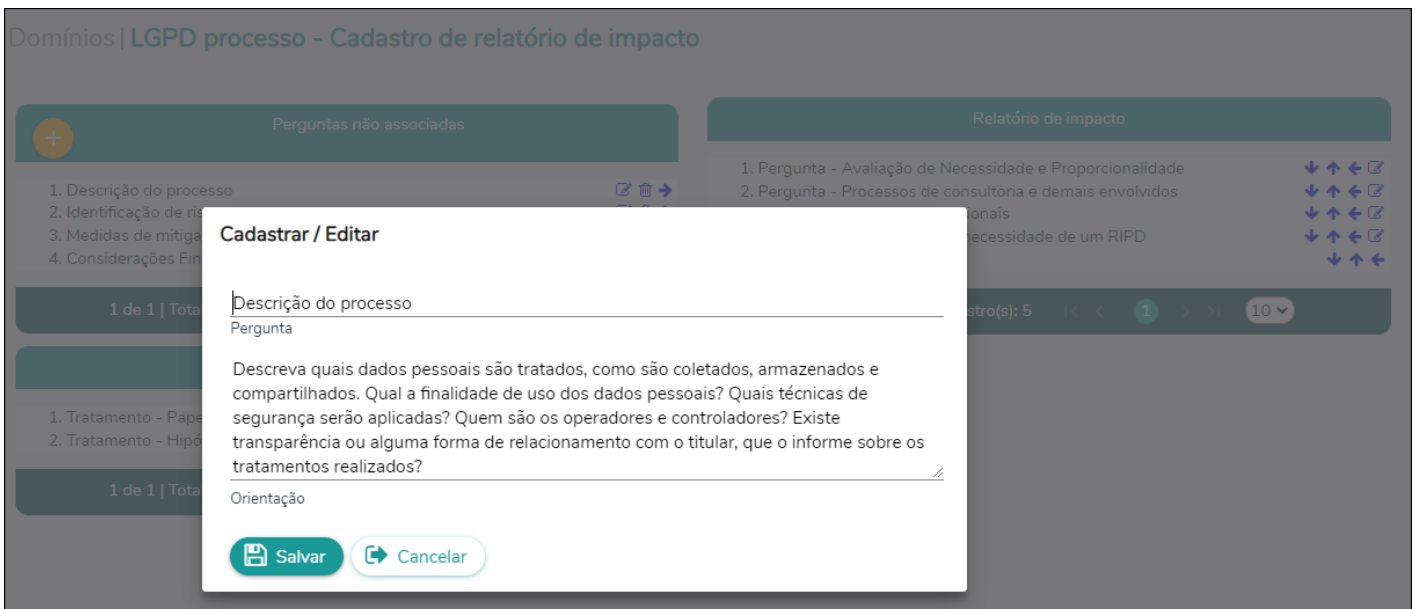 Domínios | LGPD processo - Cadastro de relatório de impacto
Perguntas não associadas
1. Descrição do processo
2. Identificação de ris
3. Medidas de mitiga
4. Considerações Fin
1 de 1 | Tota
1. Tratamento - Pape
2. Tratamento - Hipó
1 de 1 | Tota
Relatório de impacto
1. Pergunta - Avaliação de Necessidade e Proporcionalidade
2. Pergunta - Processos de consultoria e demais envolvidos
ionais
necessidade de um RIPD
stro(s): 5 |< < 1 > >| 10
Cadastrar / Editar
Descrição do processo
Pergunta
Descreva quais dados pessoais são tratados, como são coletados, armazenados e
compartilhados. Qual a finalidade de uso dos dados pessoais? Quais técnicas de
segurança serão aplicadas? Quem são os operadores e controladores? Existe
transparência ou alguma forma de relacionamento com o titular, que o informe sobre os
tratamentos realizados?
Orientação
Salvar
Cancelar